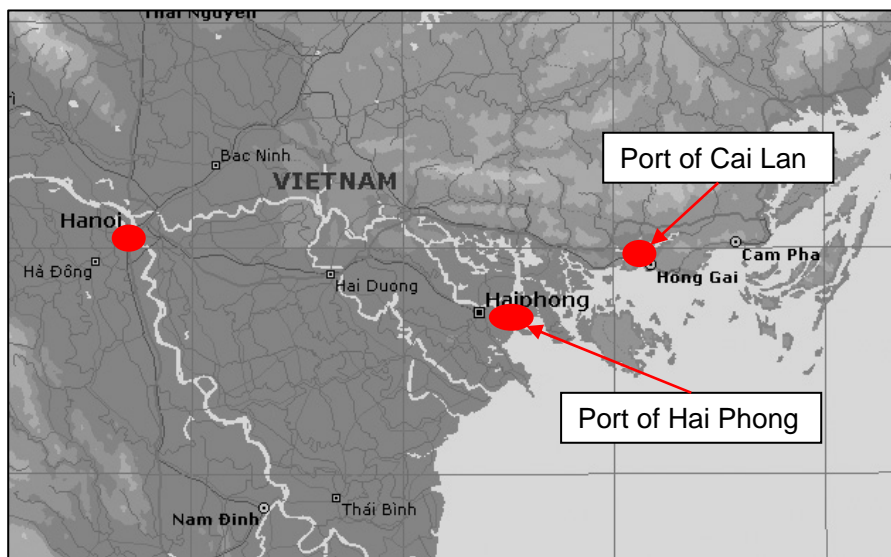 Thai Nguyen
Bac Ninh
VIETNAM
Port of Cai Lan
Hanoi
Cam Pha
Hà Đông
Hai Duong
Hong Gai
Haiphong
Port of Hai Phong
Nam Đinh
Thái Bình